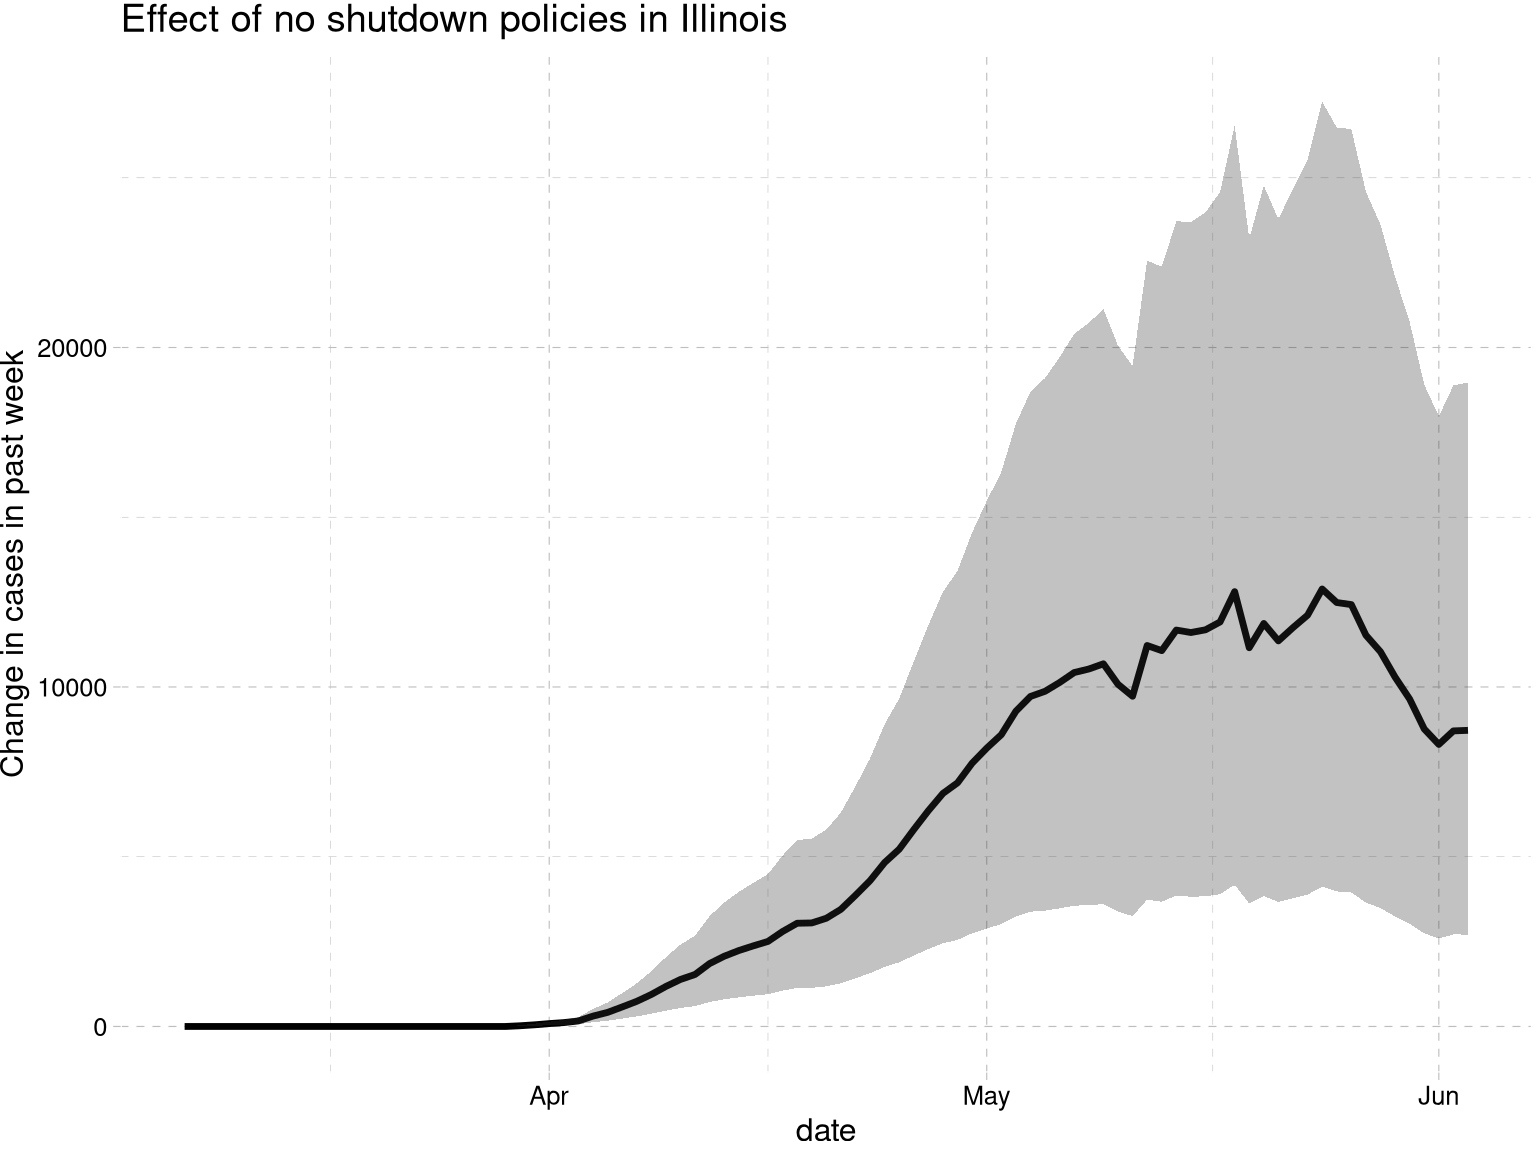 Effect of no shutdown policies in Illinois
Change in cases in past week
20000
10000
0
Apr
May
Jun
date